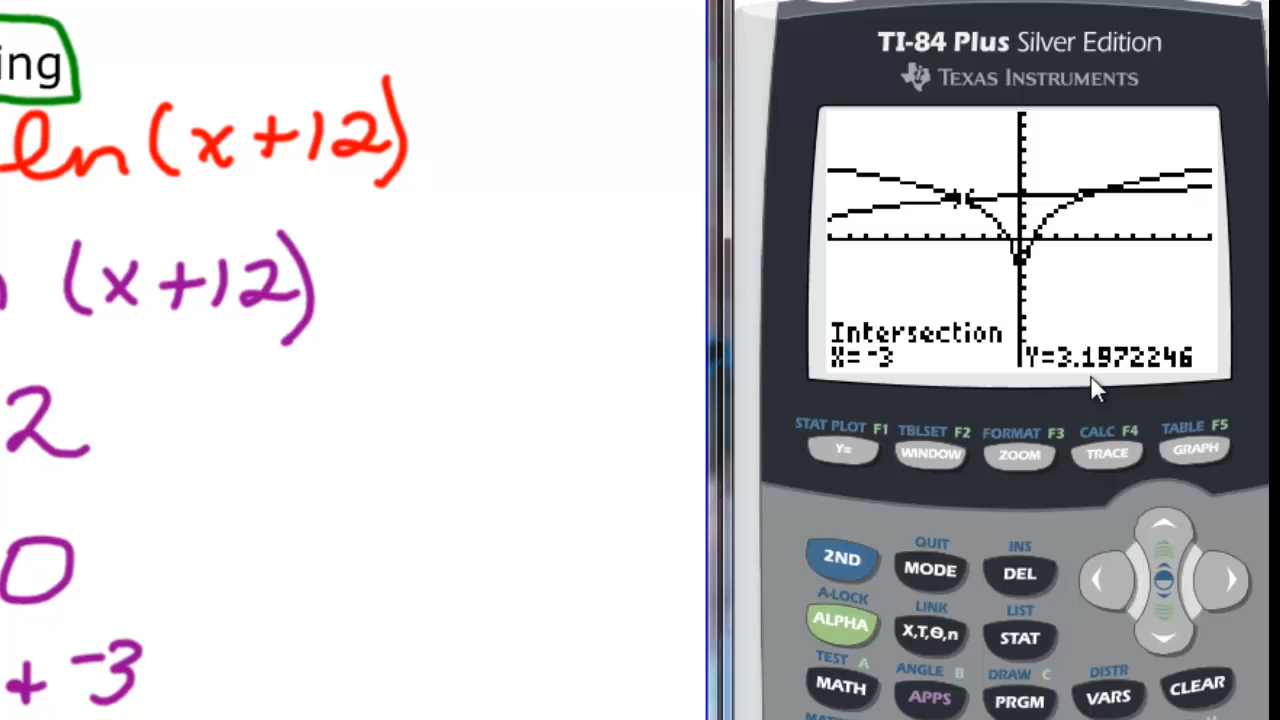 ing
ln (x+12)
(x+12)
2
0
+ -3
TI-84 Plus Silver Edition
TEXAS INSTRUMENTS
Intersection
X=-3 Y=3.1972246
STAT PLOT F1 TBLSET F2 FORMAT F3 CALC F4 TABLE F5
Y= WINDOW ZOOM TRACE GRAPH
QUIT INS
2ND MODE DEL
A-LOCK LINK LIST
ALPHA X,T,Θ,n STAT
TEST A ANGLE B DRAW C DISTR
MATH APPS PRGM VARS CLEAR